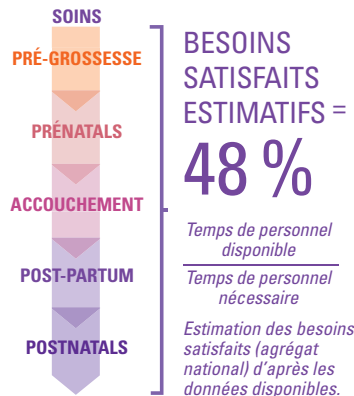 SOINS
PRÉ-GROSSESSE
PRÉNATALS
ACCOUCHEMENT
POST-PARTUM
POSTNATALS
BESOINS
SATISFAITS
ESTIMATIFS =
48 %
Temps de personnel
disponible
Temps de personnel
nécessaire
Estimation des besoins
satisfaits (agrégat
national) d’après les
données disponibles.